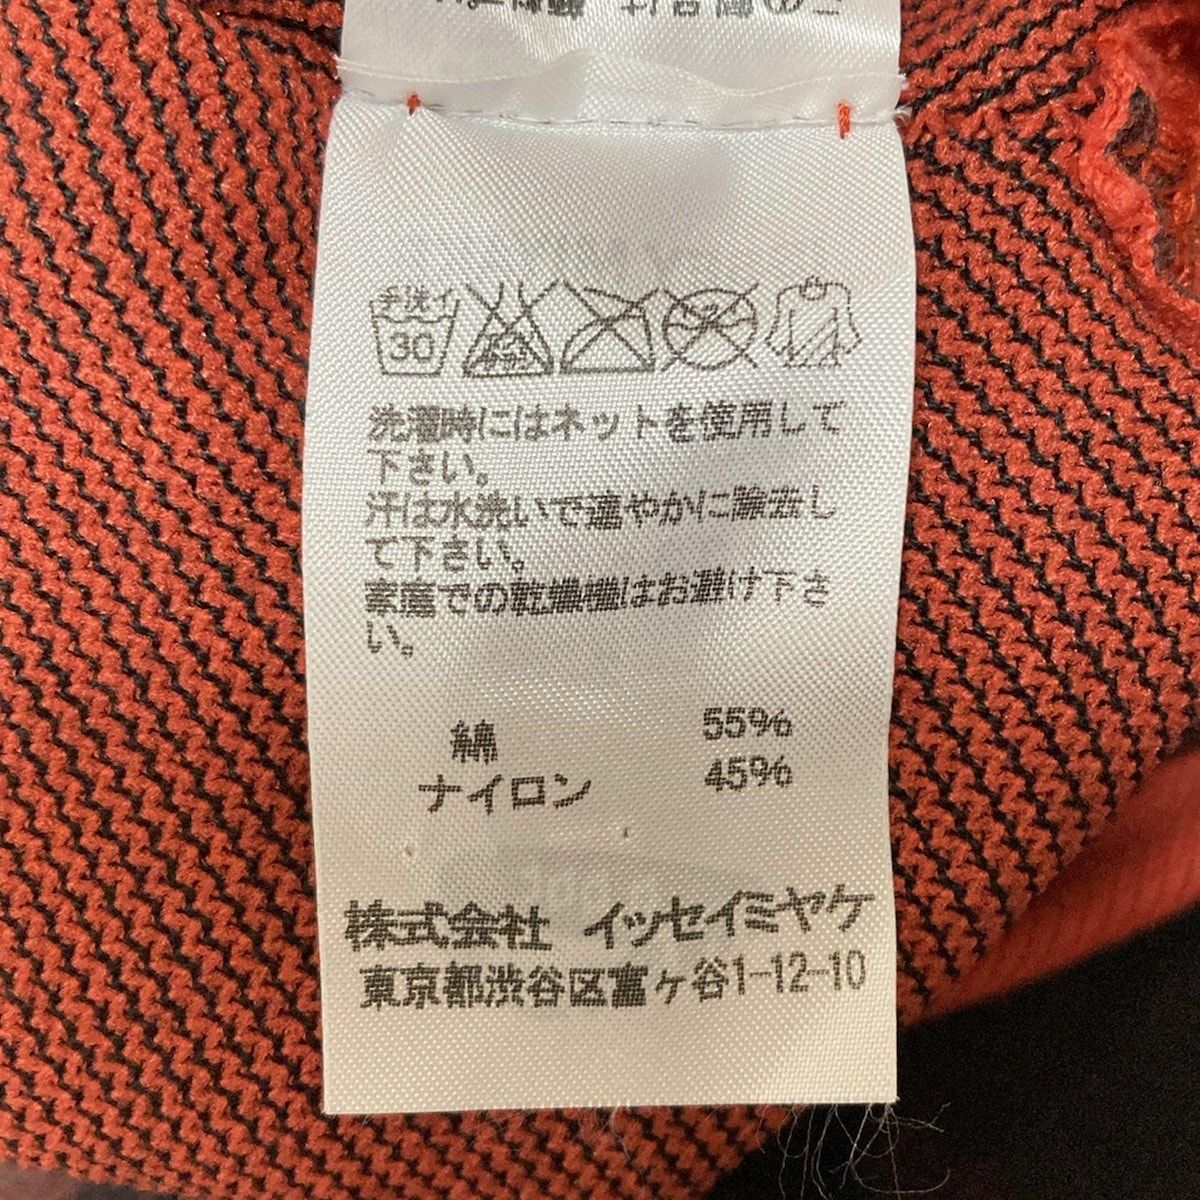 手洗イ
30
洗濯時にはネットを使用して
下さい。
汗は水洗いで速やかに除去し
て下さい。
家庭での乾燥機はお避け下さ
い。
綿 55%
ナイロン 45%
株式会社 イッセイミヤケ
東京都渋谷区富ヶ谷1-12-10